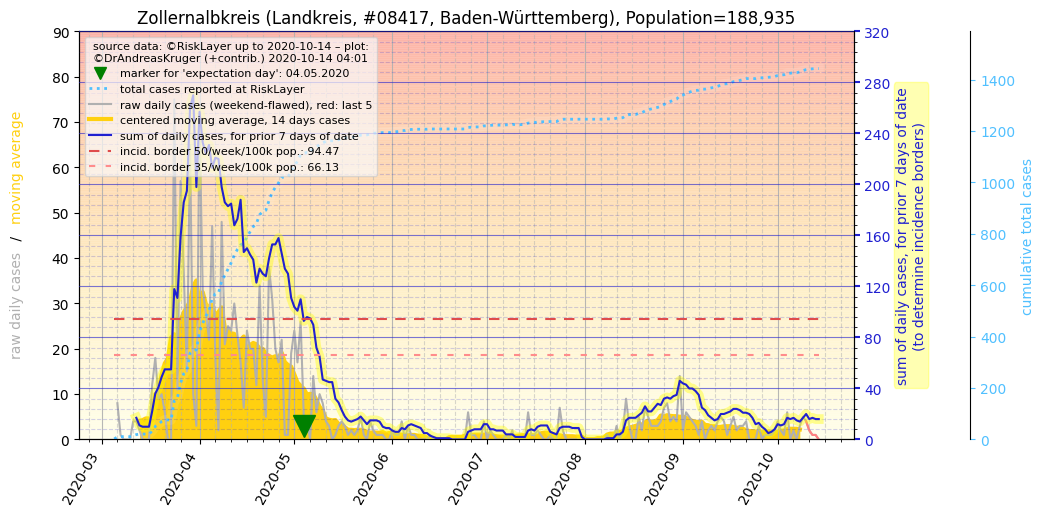 Zollernalbkreis (Landkreis, #08417, Baden-Württemberg), Population=188,935
source data: ©RiskLayer up to 2020-10-14 – plot:
©DrAndreasKruger (+contrib.) 2020-10-14 04:01
marker for 'expectation day': 04.05.2020
total cases reported at RiskLayer
raw daily cases (weekend-flawed), red: last 5
centered moving average, 14 days cases
sum of daily cases, for prior 7 days of date
incid. border 50/week/100k pop.: 94.47
incid. border 35/week/100k pop.: 66.13
raw daily cases / moving average
90
80
70
60
50
40
30
20
10
0
2020-03
2020-04
2020-05
2020-06
2020-07
2020-08
2020-09
2020-10
320
280
240
200
160
120
80
40
0
sum of daily cases, for prior 7 days of date
(to determine incidence borders)
1400
1200
1000
800
600
400
200
0
cumulative total cases